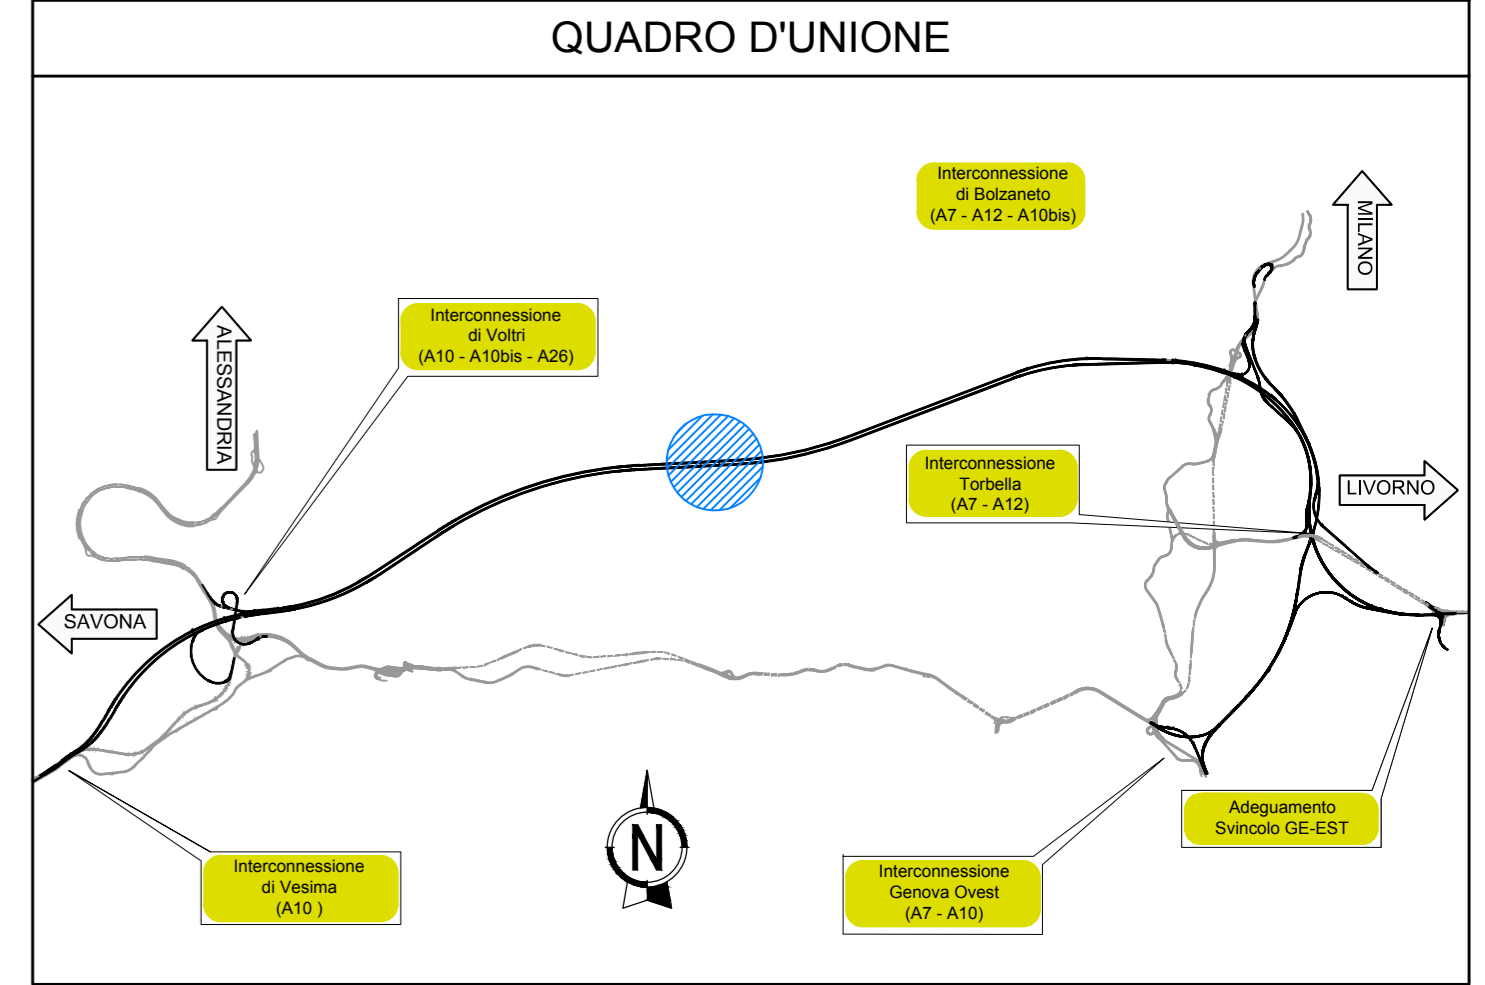 QUADRO D'UNIONE
Interconnessione
di Bolzaneto
(A7 - A12 - A10bis)
MILANO
Interconnessione
di Voltri
(A10 - A10bis - A26)
ALESSANDRIA
Interconnessione
Torbella
(A7 - A12)
LIVORNO
SAVONA
Adeguamento
Svincolo GE-EST
Interconnessione
di Vesima
(A10 )
N
Interconnessione
Genova Ovest
(A7 - A10)